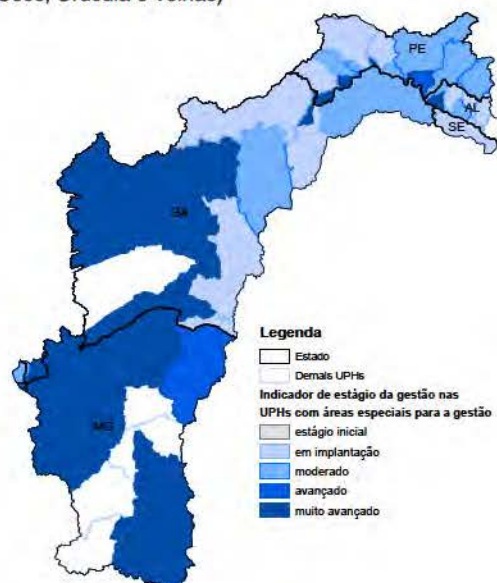 PE
AL
SE
BA
MG
Legenda
Estado
Demais UPHs
Indicador de estágio da gestão nas
UPHs com áreas especiais para a gestão
estágio inicial
em implantação
moderado
avançado
muito avançado